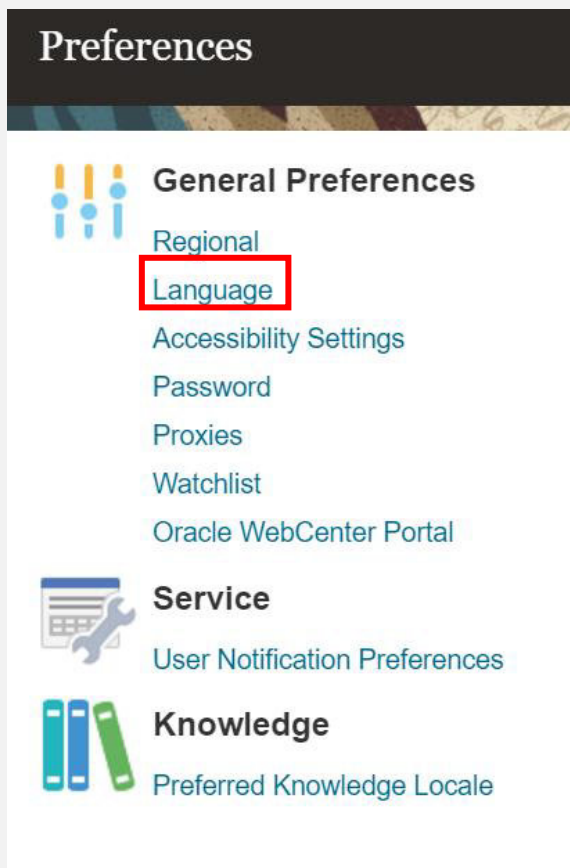 Preferences
General Preferences
Regional
Language
Accessibility Settings
Password
Proxies
Watchlist
Oracle WebCenter Portal
Service
User Notification Preferences
Knowledge
Preferred Knowledge Locale